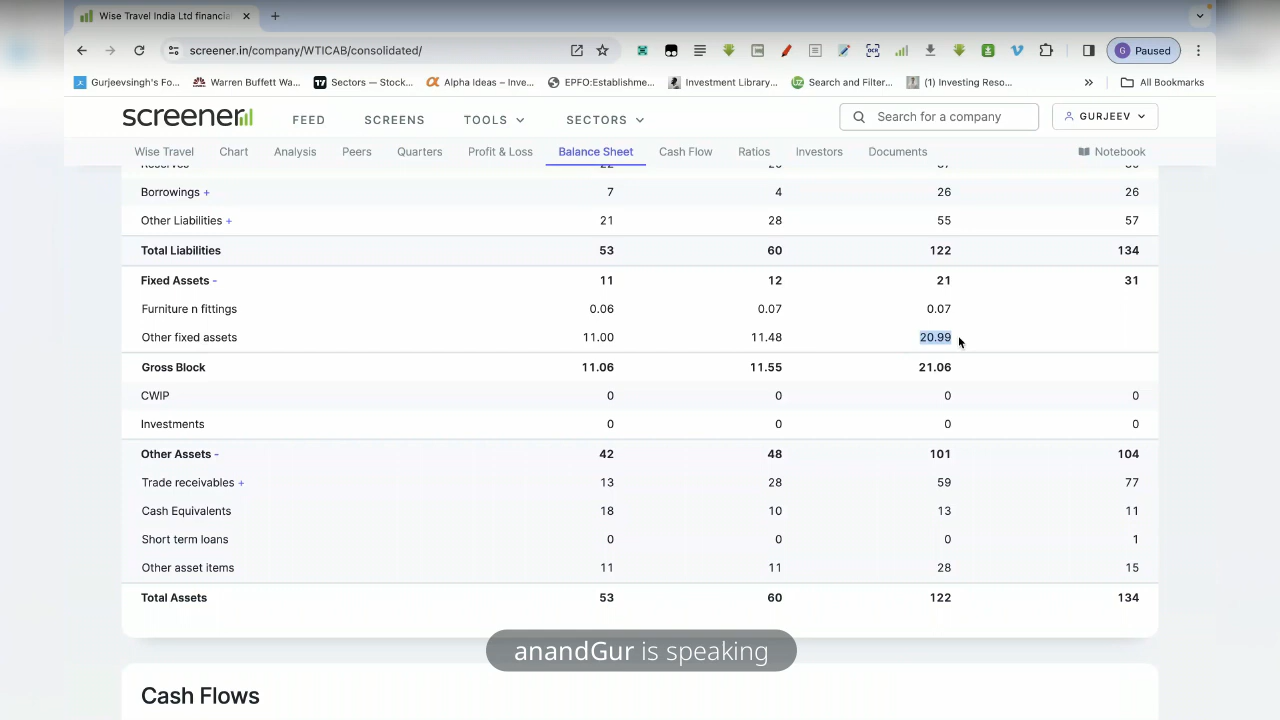 Wise Travel India Ltd financia
screener.in/company/WTICAB/consolidated/
G Paused
Gurjeevsingh's Fo... Warren Buffett Wa... Sectors — Stock... Alpha Ideas – Inve... EPFO:Establishme... Investment Library... Search and Filter... (1) Investing Reso... » All Bookmarks
screener FEED SCREENS TOOLS SECTORS Search for a company GURJEEV
Wise Travel Chart Analysis Peers Quarters Profit & Loss Balance Sheet Cash Flow Ratios Investors Documents Notebook
Borrowings + 7 4 26 26
Other Liabilities + 21 28 55 57
Total Liabilities 53 60 122 134
Fixed Assets - 11 12 21 31
Furniture n fittings 0.06 0.07 0.07
Other fixed assets 11.00 11.48 20.99
Gross Block 11.06 11.55 21.06
CWIP 0 0 0 0
Investments 0 0 0 0
Other Assets - 42 48 101 104
Trade receivables + 13 28 59 77
Cash Equivalents 18 10 13 11
Short term loans 0 0 0 1
Other asset items 11 11 28 15
Total Assets 53 60 122 134
anandGur is speaking
Cash Flows